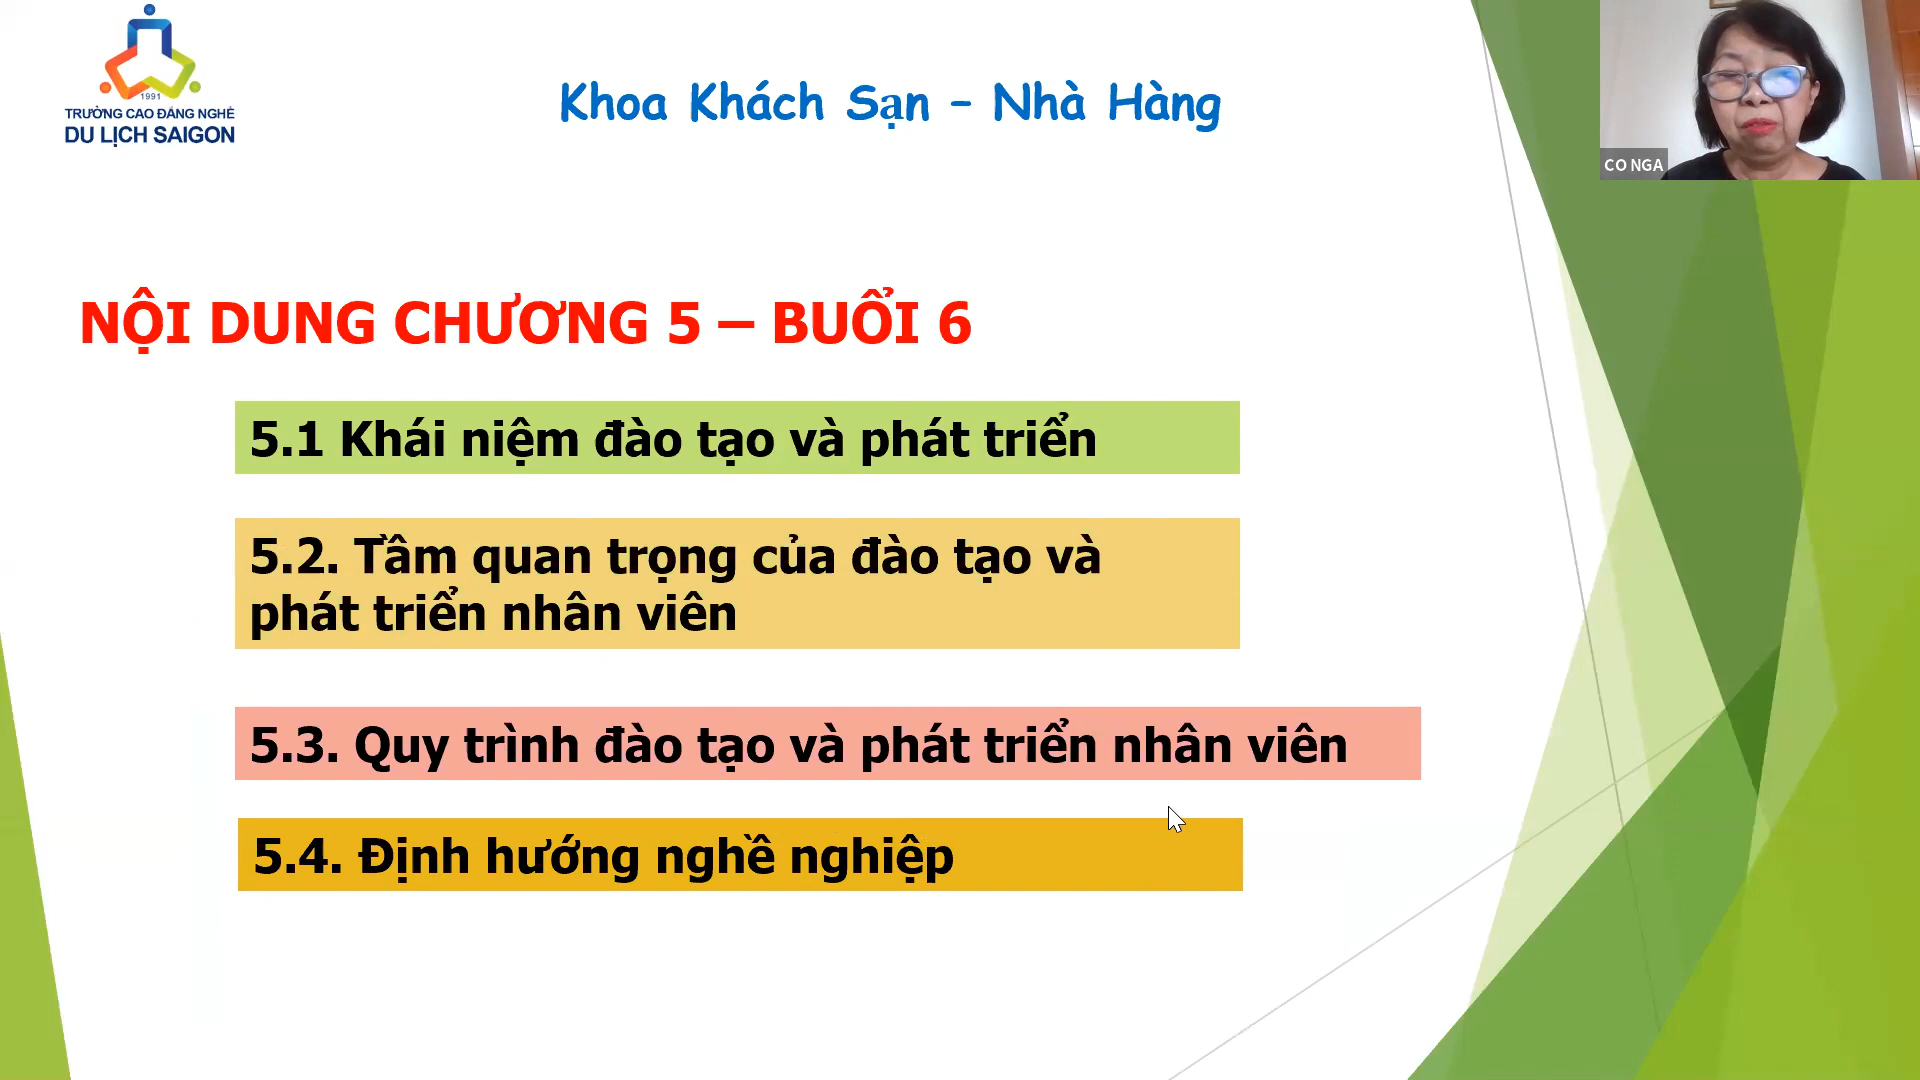 1991
TRƯỜNG CAO ĐẲNG NGHỀ
DU LỊCH SAIGON
Khoa Khách Sạn – Nhà Hàng
CO NGA
NỘI DUNG CHƯƠNG 5 – BUỔI 6
5.1 Khái niệm đào tạo và phát triển
5.2. Tầm quan trọng của đào tạo và
phát triển nhân viên
5.3. Quy trình đào tạo và phát triển nhân viên
5.4. Định hướng nghề nghiệp